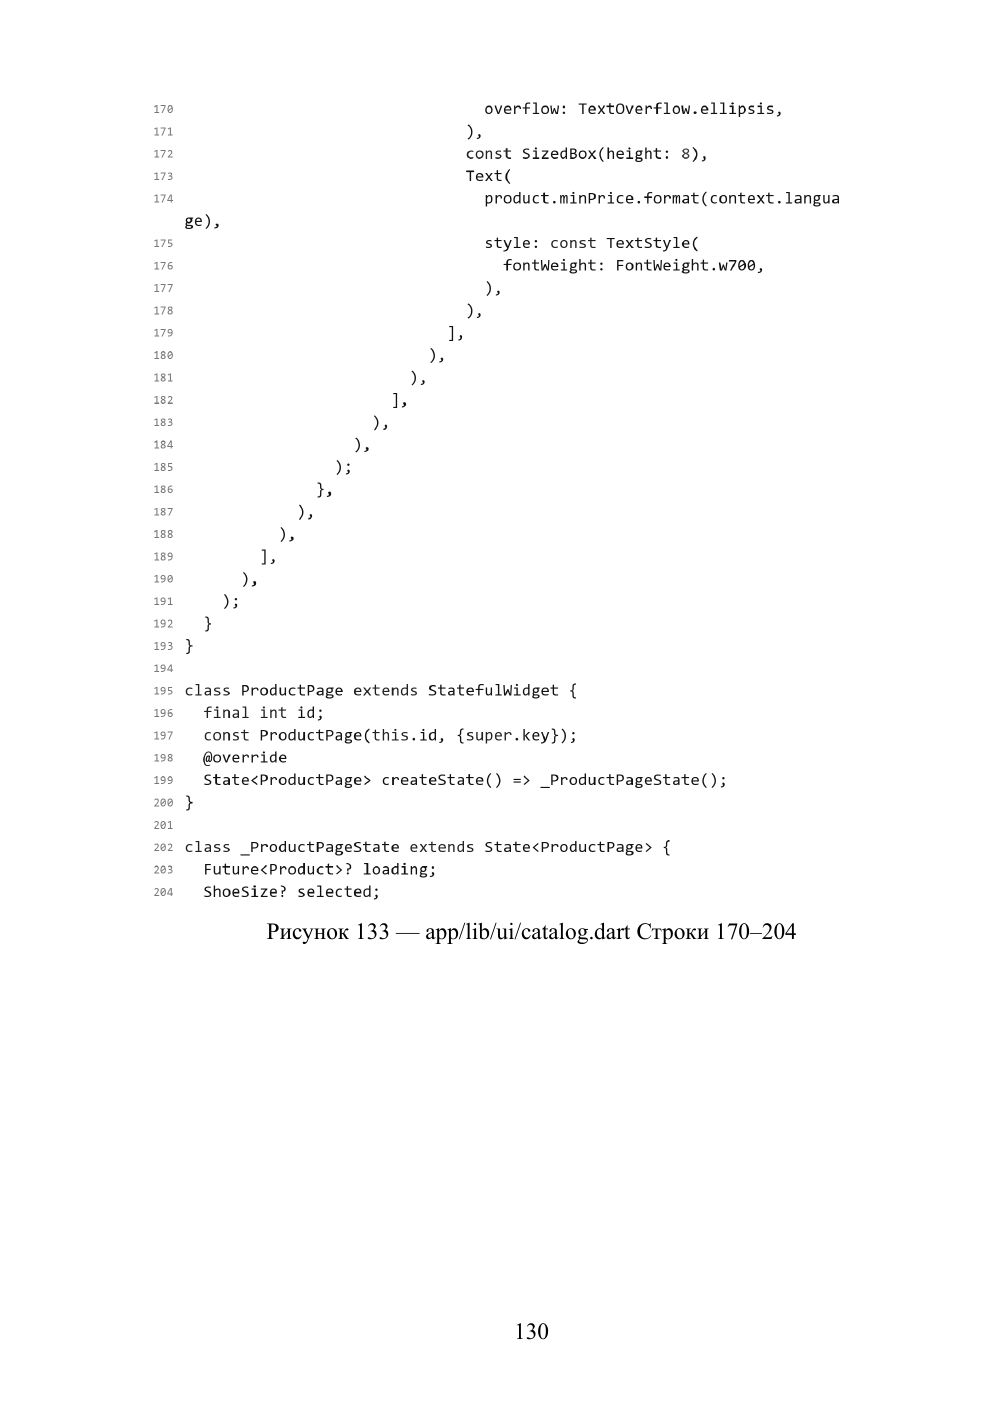 170                                 overflow: TextOverflow.ellipsis,
171                               ),
172                               const SizedBox(height: 8),
173                               Text(
174                                 product.minPrice.format(context.langua
ge),
175                                 style: const TextStyle(
176                                   fontWeight: FontWeight.w700,
177                                 ),
178                               ),
179                             ],
180                           ),
181                         ),
182                       ],
183                     ),
184                   ),
185                 );
186               },
187             ),
188           ),
189         ],
190       ),
191     );
192   }
193 }
194
195 class ProductPage extends StatefulWidget {
196   final int id;
197   const ProductPage(this.id, {super.key});
198   @override
199   State<ProductPage> createState() => _ProductPageState();
200 }
201
202 class _ProductPageState extends State<ProductPage> {
203   Future<Product>? loading;
204   ShoeSize? selected;
Рисунок 133 — app/lib/ui/catalog.dart Строки 170–204
130